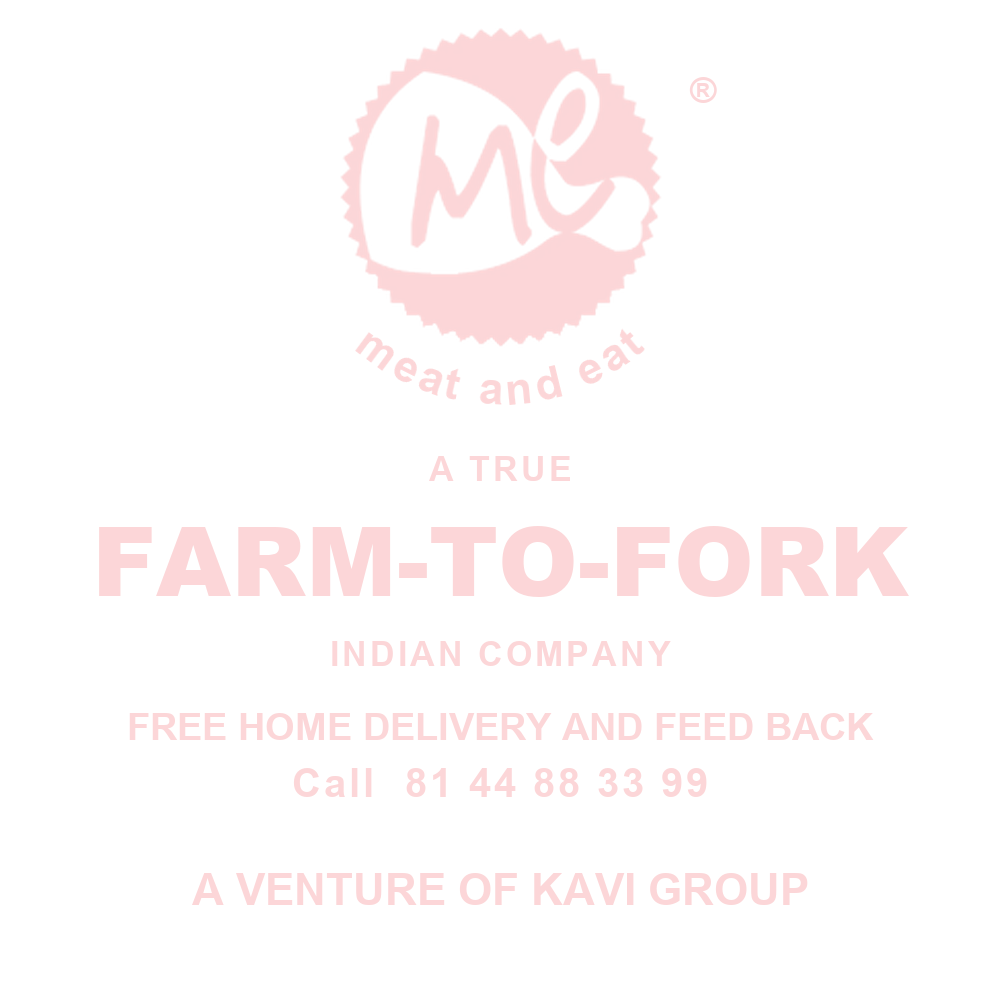 Me
®
meat and eat
A TRUE
FARM-TO-FORK
INDIAN COMPANY
FREE HOME DELIVERY AND FEED BACK
Call 81 44 88 33 99
A VENTURE OF KAVI GROUP